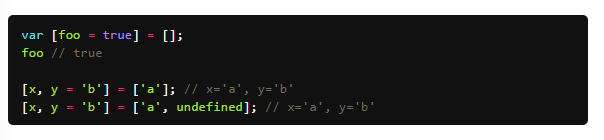 var [foo = true] = [];
foo // true
[x, y = 'b'] = ['a']; // x='a', y='b'
[x, y = 'b'] = ['a', undefined]; // x='a', y='b'